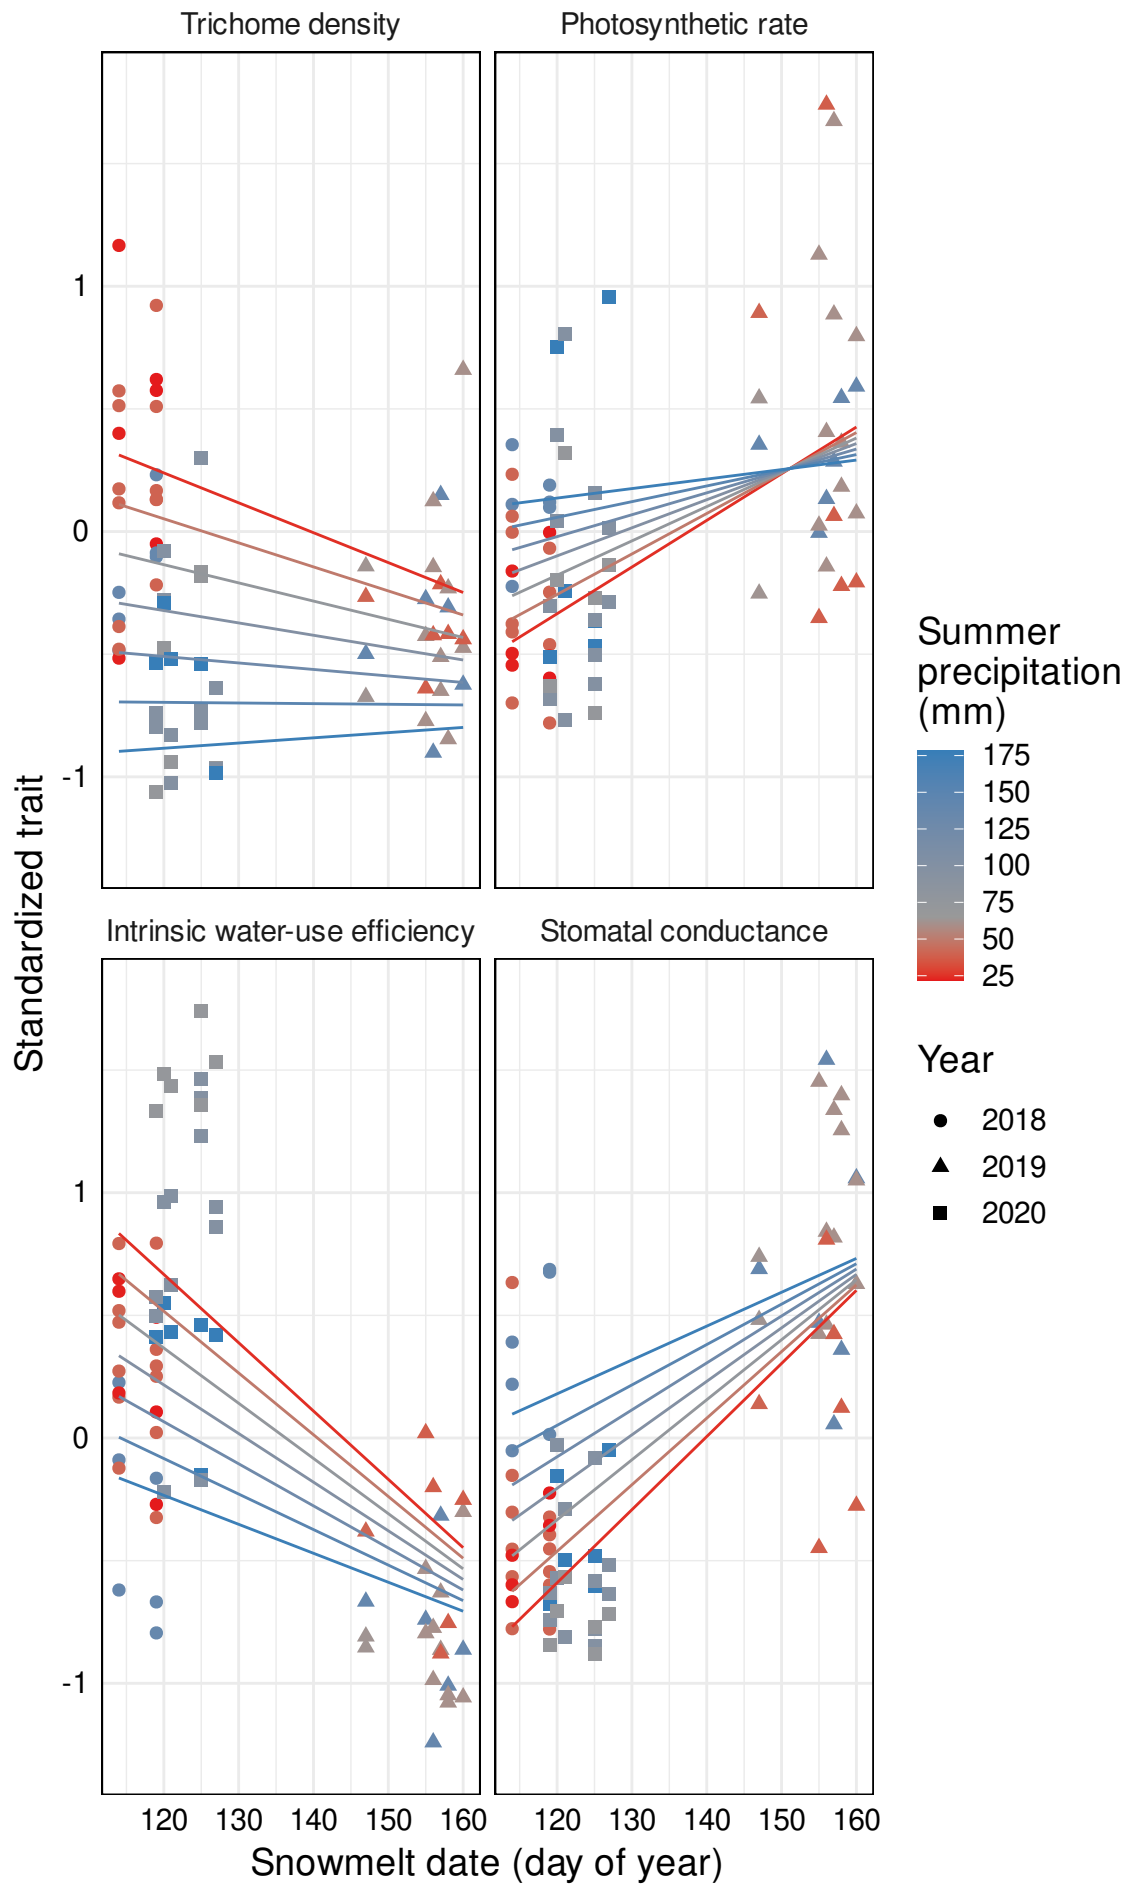 Trichome density
Photosynthetic rate
1
0
-1
Intrinsic water-use efficiency
Stomatal conductance
1
0
-1
120 130 140 150 160
120 130 140 150 160
Snowmelt date (day of year)
Standardized trait
Summer
precipitation
(mm)
175
150
125
100
75
50
25
Year
2018
2019
2020